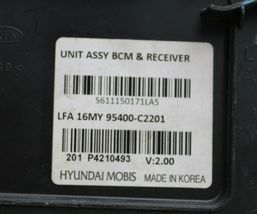 UNIT ASSY BCM & RECEIVER
S611150171LA5
LFA 16MY 95400-C2201
201 P4210493 V:2.00
HYUNDAI MOBIS MADE IN KOREA